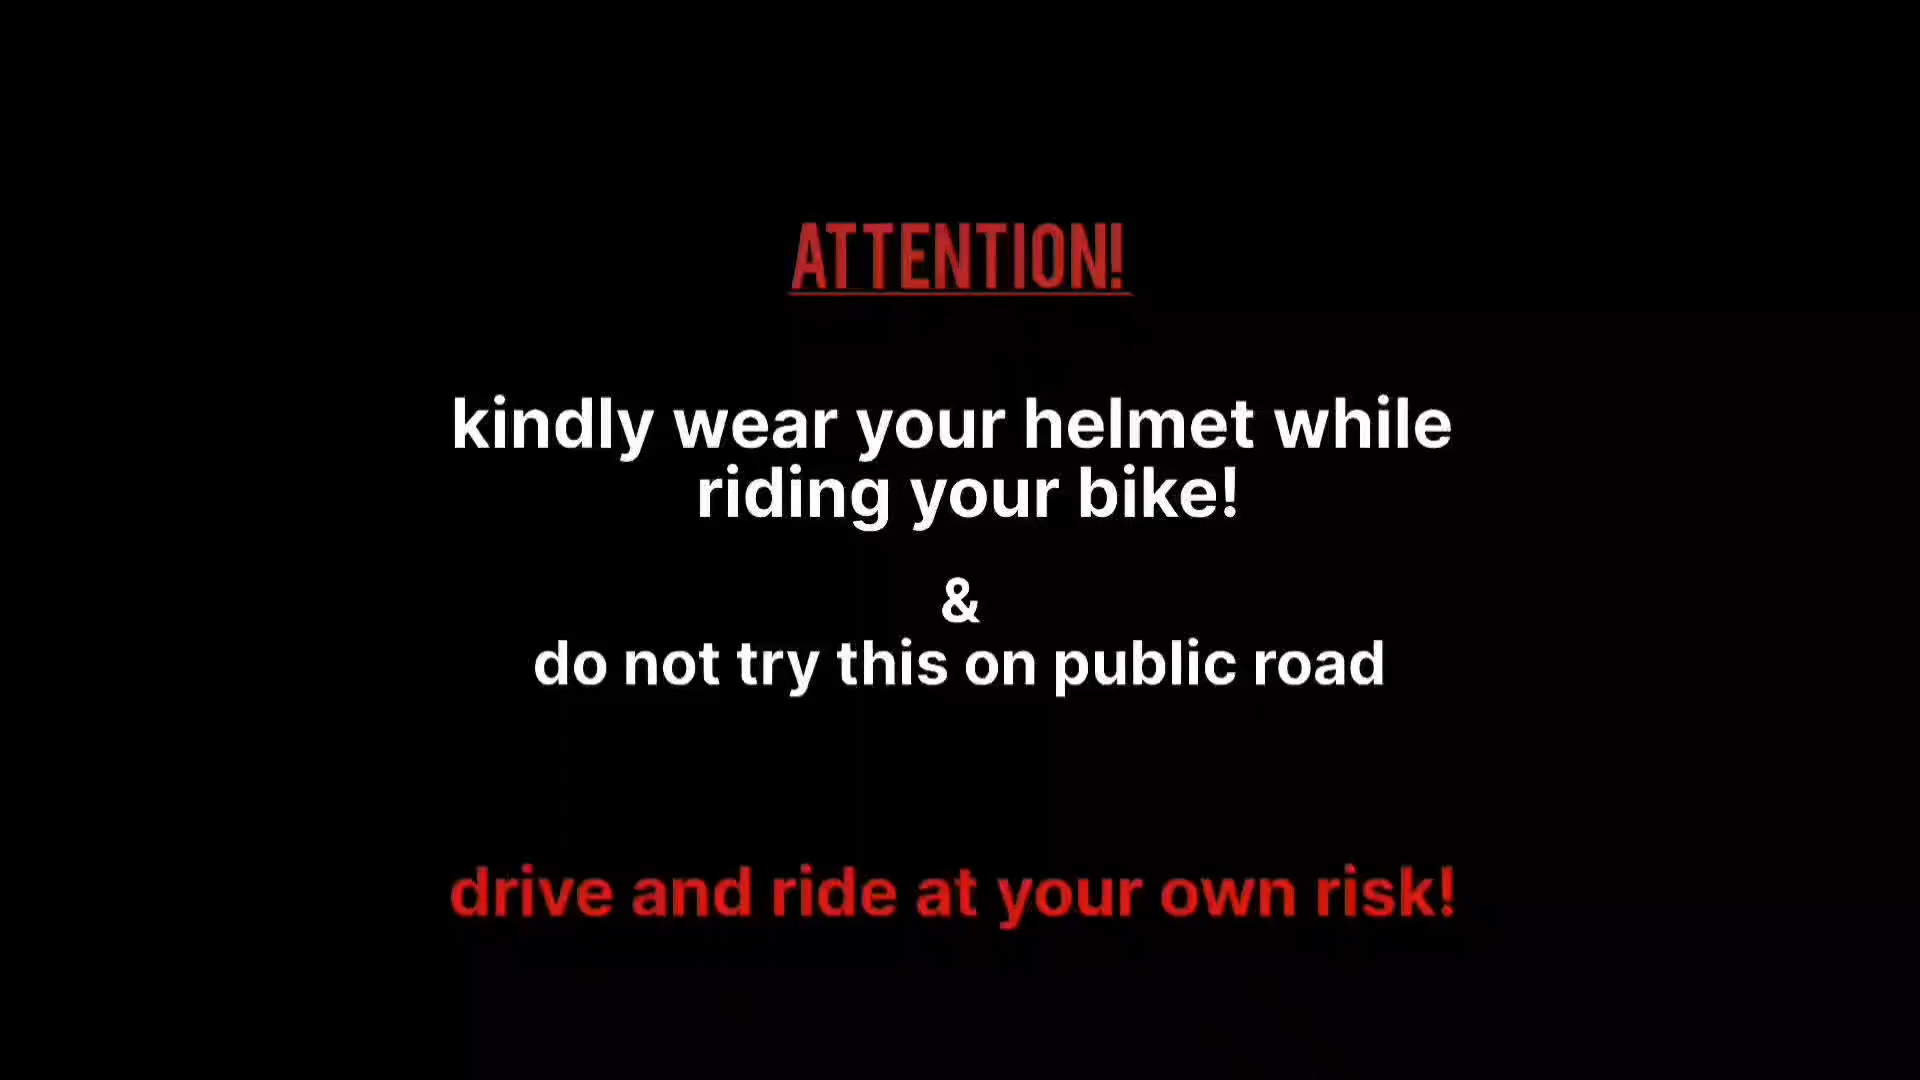 ATTENTION!
kindly wear your helmet while
riding your bike!
&
do not try this on public road
drive and ride at your own risk!